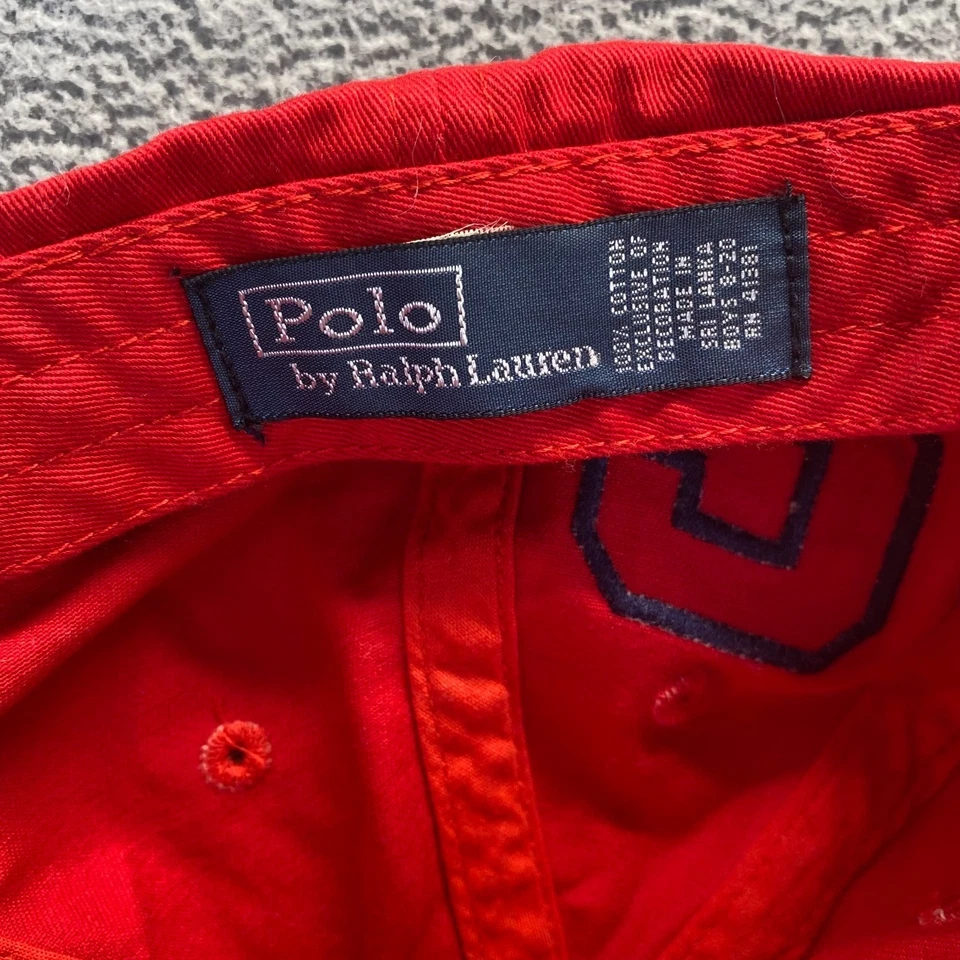 Polo
by Ralph Lauren
100% COTTON
EXCLUSIVE OF
DECORATION
MADE IN
SRI LANKA
BOYS 8-20
RN 41381